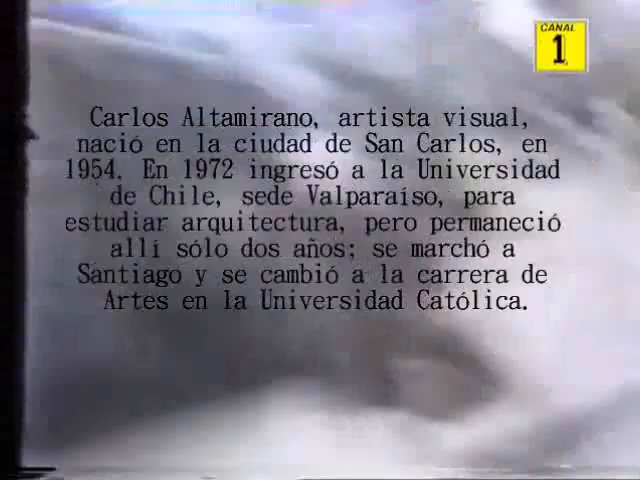 CANAL
1
Carlos Altamirano, artista visual,
nació en la ciudad de San Carlos, en
1954. En 1972 ingresó a la Universidad
de Chile, sede Valparaíso, para
estudiar arquitectura, pero permaneció
allí sólo dos años; se marchó a
Santiago y se cambió a la carrera de
Artes en la Universidad Católica.